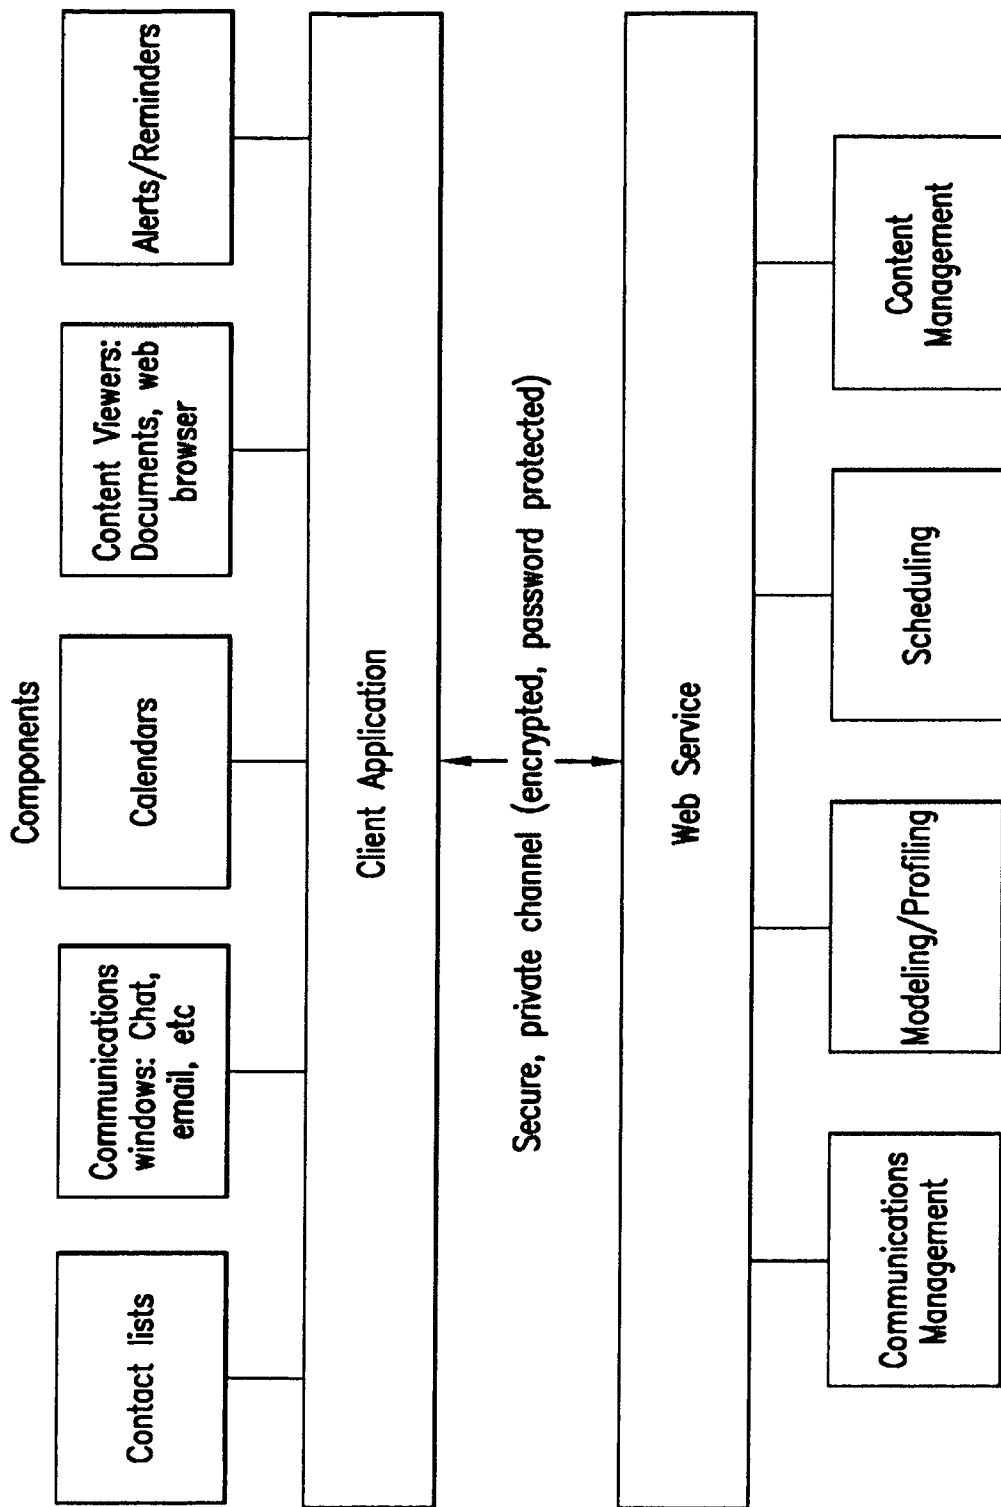 Components
Contact lists
Communications
windows: Chat,
email, etc
Calendars
Content Viewers:
Documents, web
browser
Alerts/Reminders
Client Application
Secure, private channel (encrypted, password protected)
Web Service
Communications
Management
Modeling/Profiling
Scheduling
Content
Management